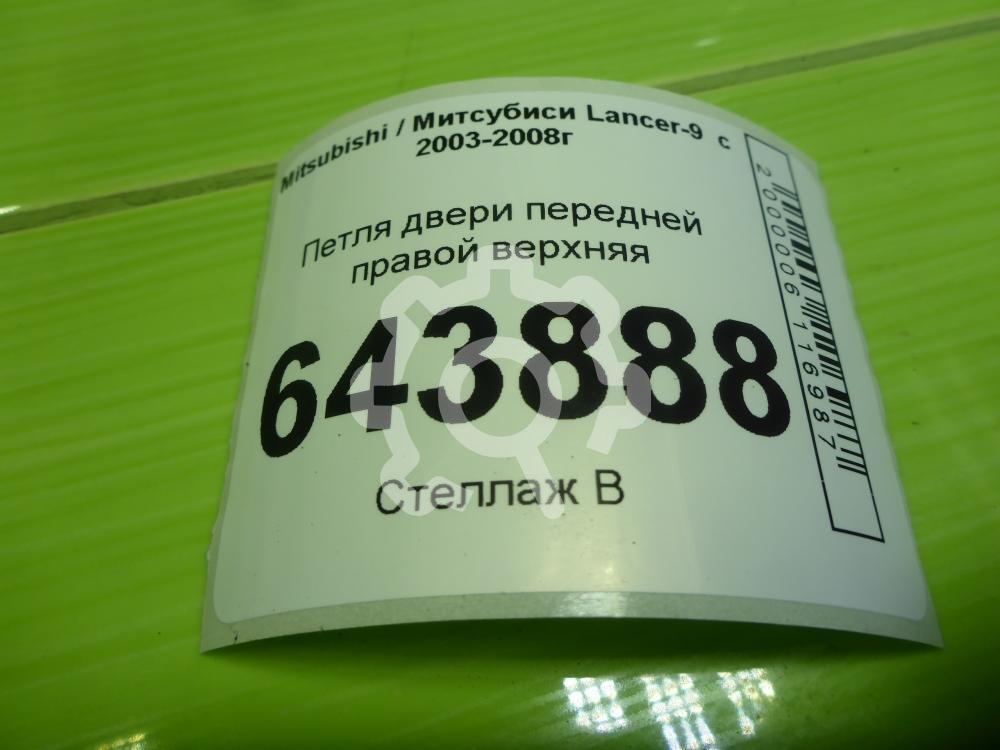 Mitsubishi / Митсубиси Lancer-9 с
2003-2008г
Петля двери передней
правой верхняя
643888
Стеллаж В
2000006116987